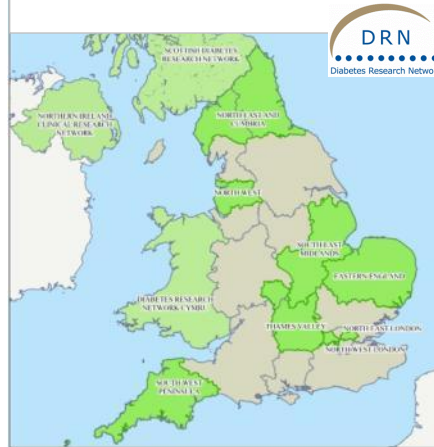 DRN
Diabetes Research Netwo
SCOTTISH DIABETES
RESEARCH NETWORK
NORTHERN IRELAND
CLINICAL RESEARCH
NETWORK
NORTH EAST AND
CUMBRIA
NORTH WEST
SOUTH EAST
MIDLANDS
EASTERN ENGLAND
DIABETES RESEARCH
NETWORK CYMRU
THAMES VALLEY
NORTH EAST LONDON
NORTH WEST LONDON
SOUTH WEST
PENINSULA